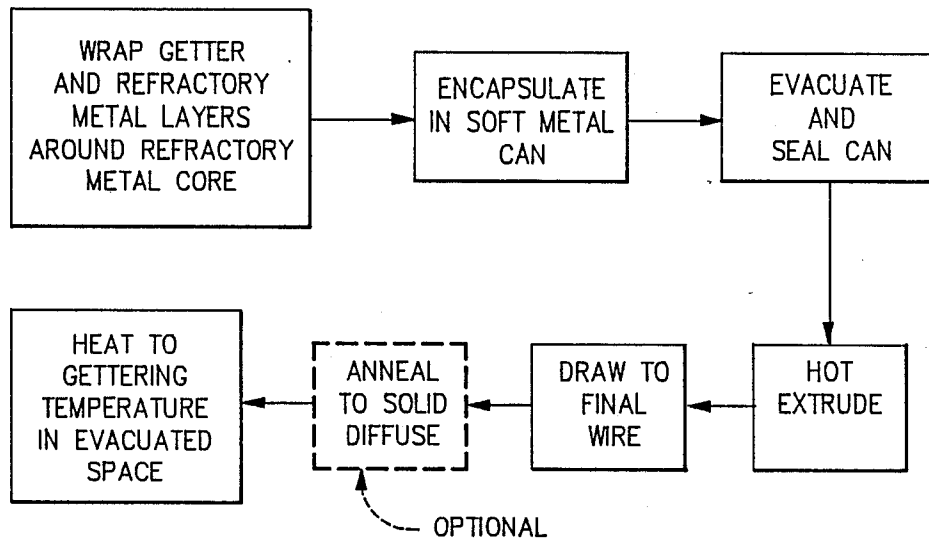 WRAP GETTER
AND REFRACTORY
METAL LAYERS
AROUND REFRACTORY
METAL CORE
ENCAPSULATE
IN SOFT METAL
CAN
EVACUATE
AND
SEAL CAN
HOT
EXTRUDE
DRAW TO
FINAL
WIRE
ANNEAL
TO SOLID
DIFFUSE
OPTIONAL
HEAT TO
GETTERING
TEMPERATURE
IN EVACUATED
SPACE